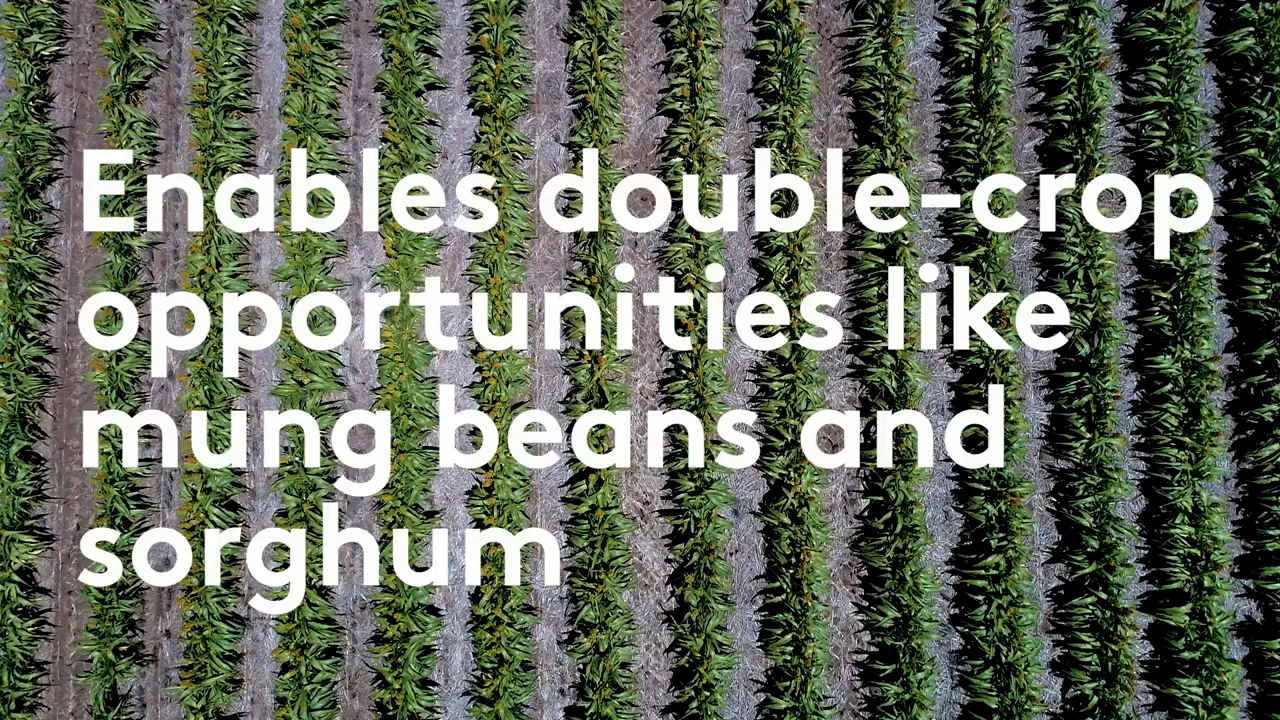 Enables double-crop
opportunities like
mung beans and
sorghum